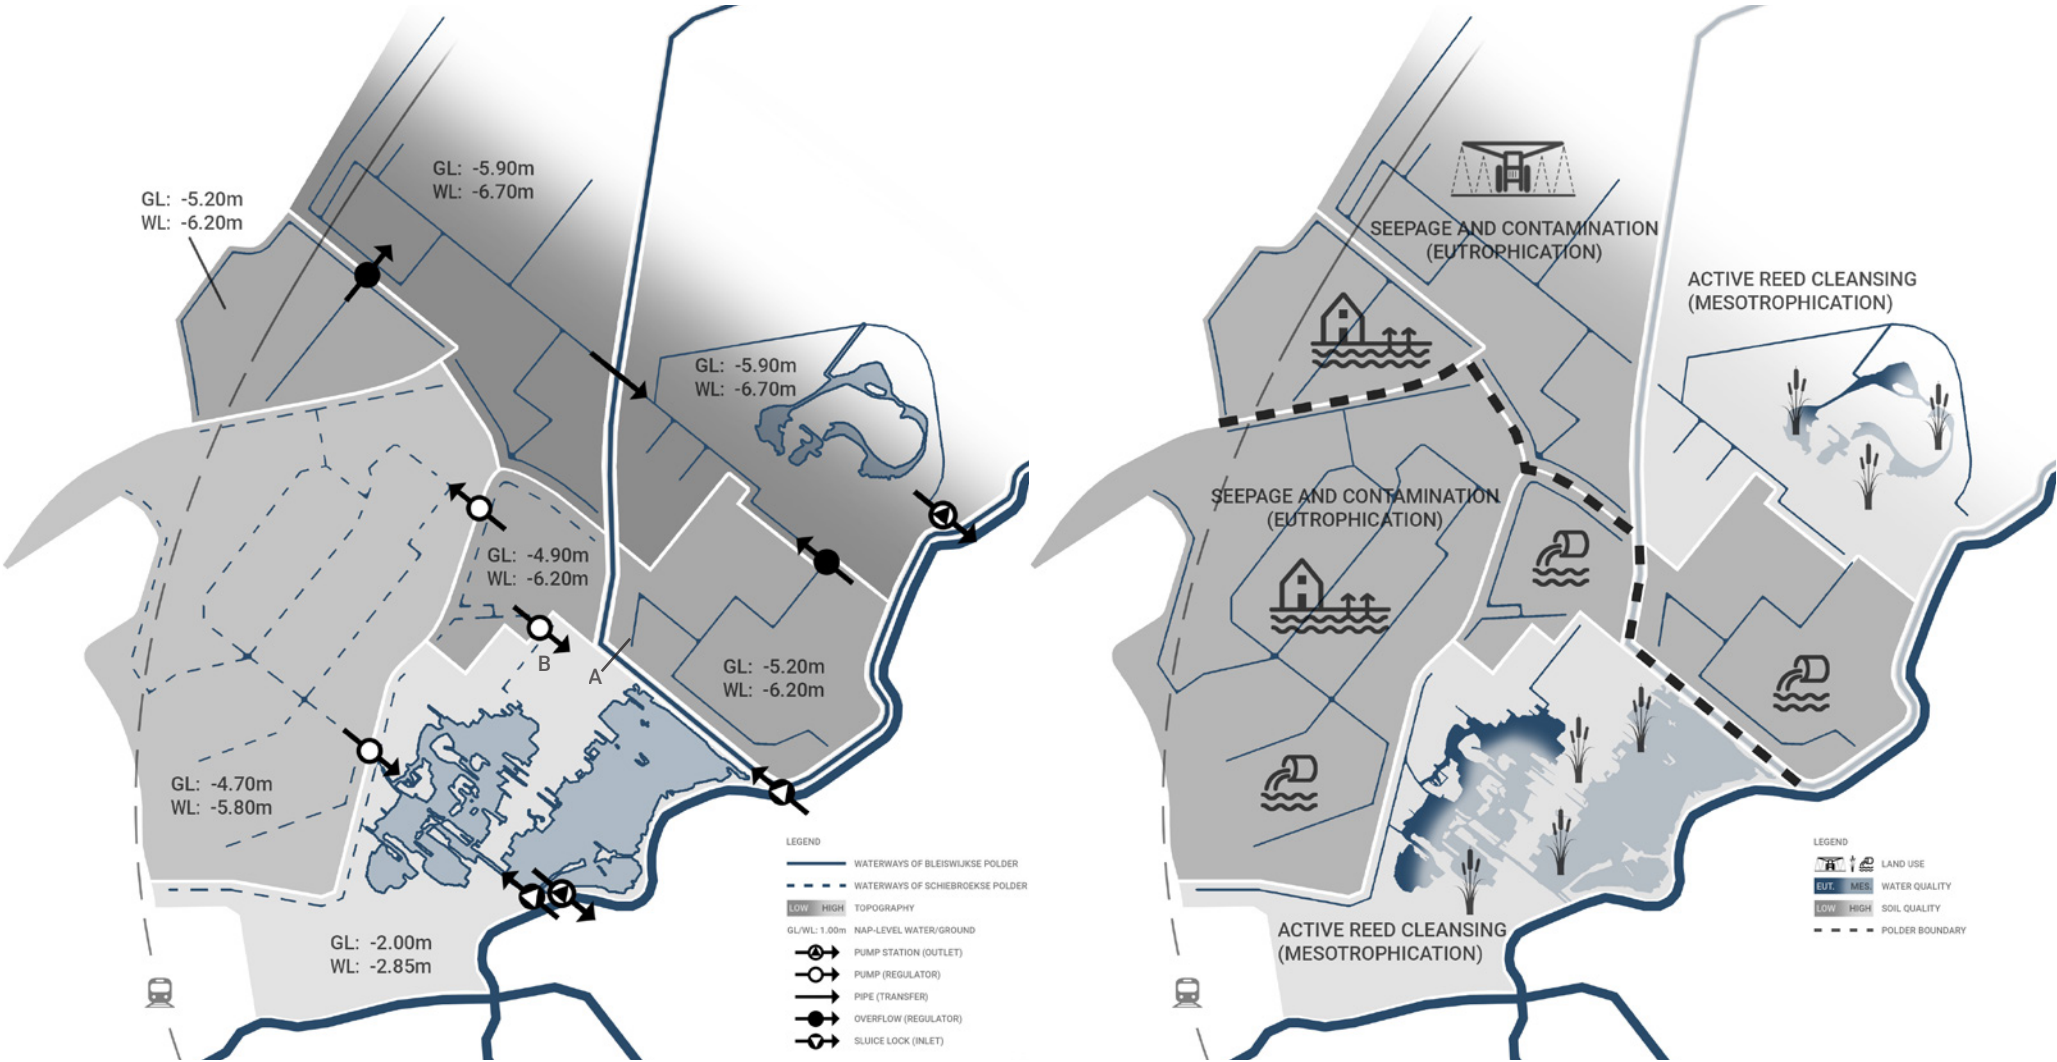 GL: -5.90m
WL: -6.70m
GL: -5.20m
WL: -6.20m
GL: -5.90m
WL: -6.70m
GL: -4.90m
WL: -6.20m
B
A
GL: -5.20m
WL: -6.20m
GL: -4.70m
WL: -5.80m
GL: -2.00m
WL: -2.85m
LEGEND
WATERWAYS OF BLEISWIJKSE POLDER
WATERWAYS OF SCHIEBROEKSE POLDER
LOW HIGH TOPOGRAPHY
GL/WL: 1.00m NAP-LEVEL WATER/GROUND
PUMP STATION (OUTLET)
PUMP (REGULATOR)
PIPE (TRANSFER)
OVERFLOW (REGULATOR)
SLUICE LOCK (INLET)
SEEPAGE AND CONTAMINATION
(EUTROPHICATION)
ACTIVE REED CLEANSING
(MESOTROPHICATION)
SEEPAGE AND CONTAMINATION
(EUTROPHICATION)
ACTIVE REED CLEANSING
(MESOTROPHICATION)
LEGEND
LAND USE
EUT. MES. WATER QUALITY
LOW HIGH SOIL QUALITY
POLDER BOUNDARY